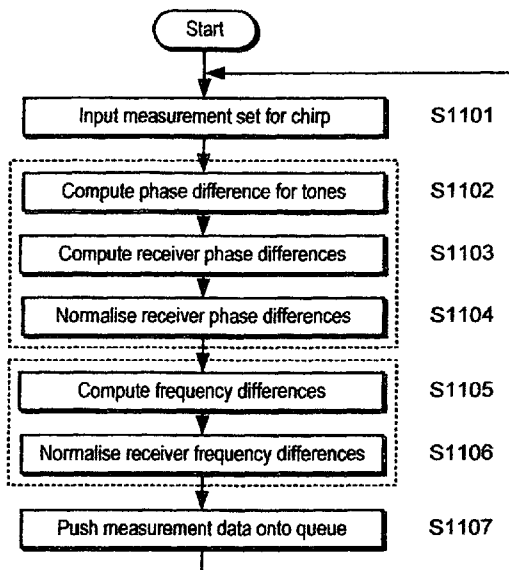 Start
Input measurement set for chirp S1101
Compute phase difference for tones S1102
Compute receiver phase differences S1103
Normalise receiver phase differences S1104
Compute frequency differences S1105
Normalise receiver frequency differences S1106
Push measurement data onto queue S1107